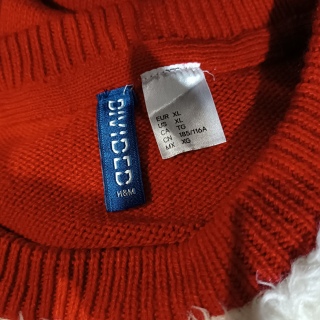 DIVIDED
H&M
EUR XL
US XL
CA TG
CN 185/116A
MX XG